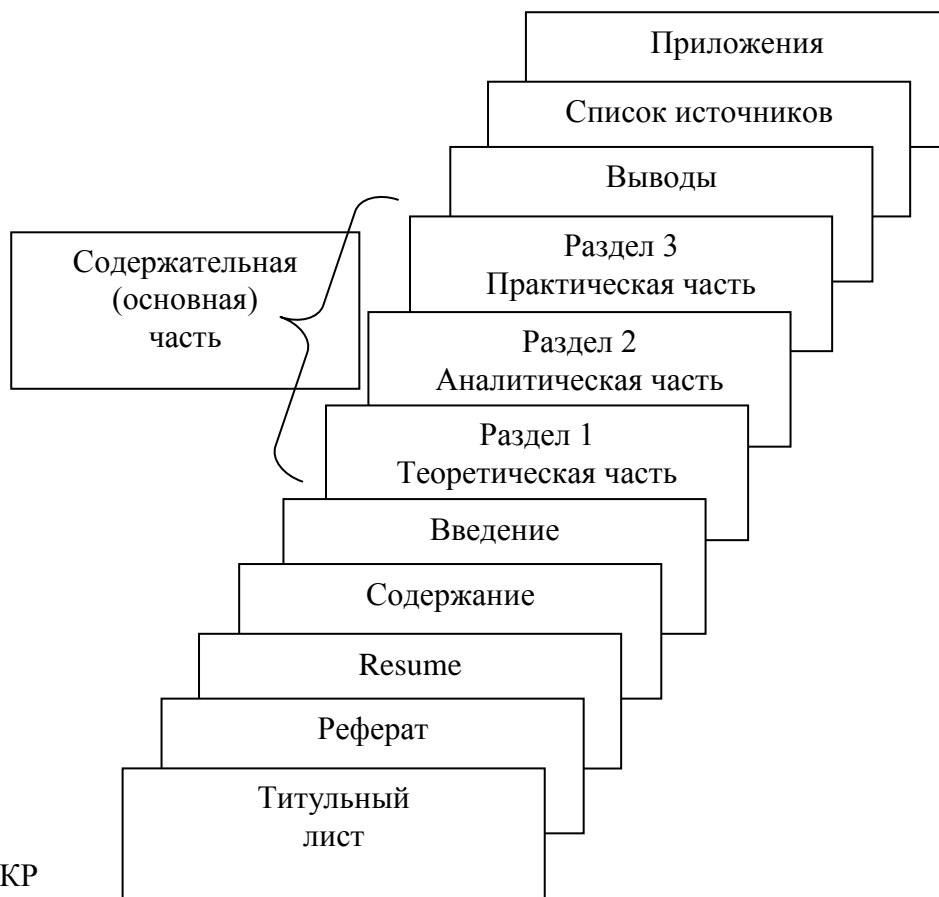 Приложения
Список источников
Выводы
Раздел 3
Практическая часть
Содержательная
(основная)
часть
Раздел 2
Аналитическая часть
Раздел 1
Теоретическая часть
Введение
Содержание
Resume
Реферат
Титульный
лист
КР